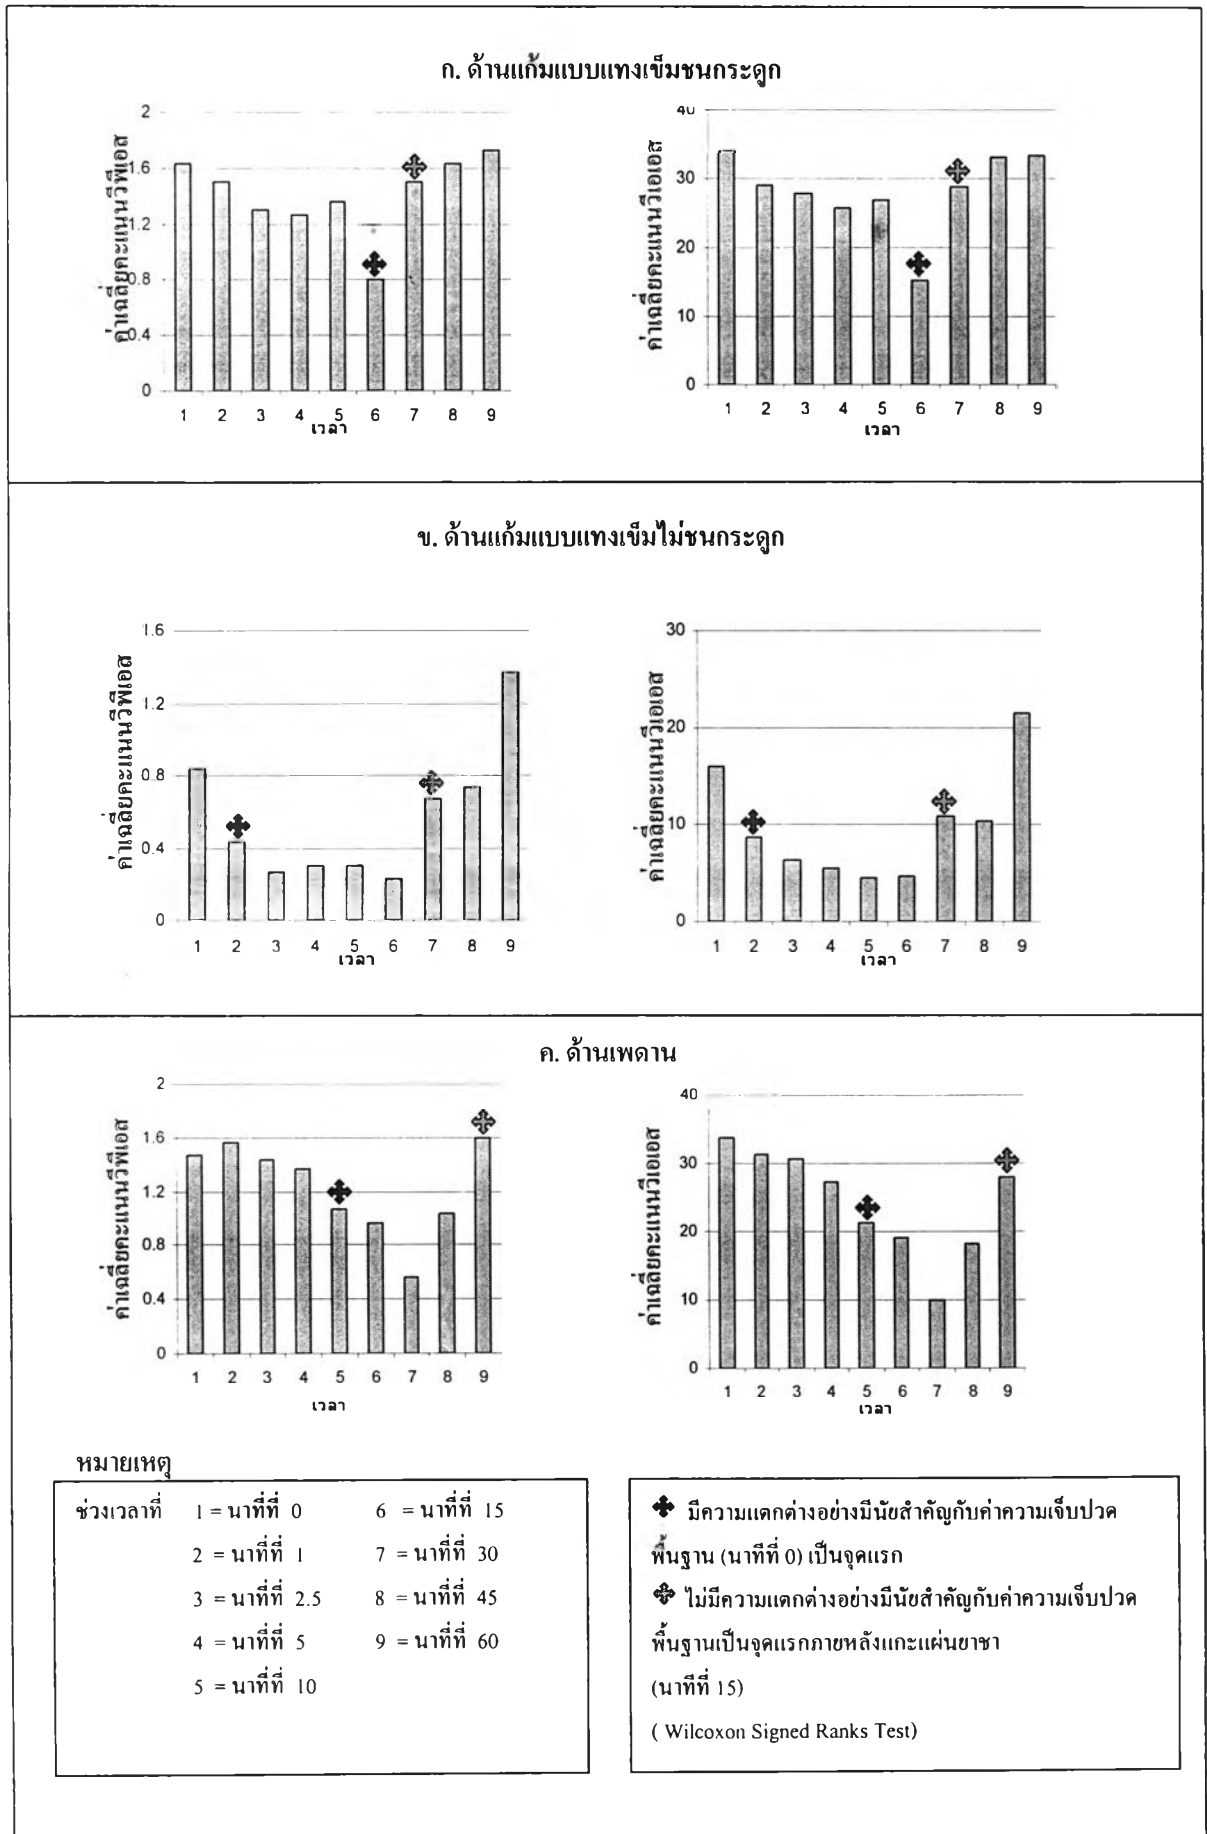 ก. ด้านแก้มแบบแทงเข็มชนกระดูก
ค่าเฉลี่ยคะแนนวีพีเอส
2
1.6
1.2
0.8
0.4
0
1 2 3 4 5 6 7 8 9
เวลา
ค่าเฉลี่ยคะแนนวีเอเอส
40
30
20
10
0
1 2 3 4 5 6 7 8 9
เวลา
ข. ด้านแก้มแบบแทงเข็มไม่ชนกระดูก
ค่าเฉลี่ยคะแนนวีพีเอส
1.6
1.2
0.8
0.4
0
1 2 3 4 5 6 7 8 9
เวลา
ค่าเฉลี่ยคะแนนวีเอเอส
30
20
10
0
1 2 3 4 5 6 7 8 9
เวลา
ค. ด้านเพดาน
ค่าเฉลี่ยคะแนนวีพีเอส
2
1.6
1.2
0.8
0.4
0
1 2 3 4 5 6 7 8 9
เวลา
ค่าเฉลี่ยคะแนนวีเอเอส
40
30
20
10
0
1 2 3 4 5 6 7 8 9
เวลา
หมายเหตุ
ช่วงเวลาที่ 1 = นาทีที่ 0 6 = นาทีที่ 15
2 = นาทีที่ 1 7 = นาทีที่ 30
3 = นาทีที่ 2.5 8 = นาทีที่ 45
4 = นาทีที่ 5 9 = นาทีที่ 60
5 = นาทีที่ 10
มีความแตกต่างอย่างมีนัยสำคัญกับค่าความเจ็บปวด
พื้นฐาน (นาทีที่ 0) เป็นจุดแรก
ไม่มีความแตกต่างอย่างมีนัยสำคัญกับค่าความเจ็บปวด
พื้นฐานเป็นจุดแรกภายหลังแกะแผ่นยาชา
(นาทีที่ 15)
( Wilcoxon Signed Ranks Test)